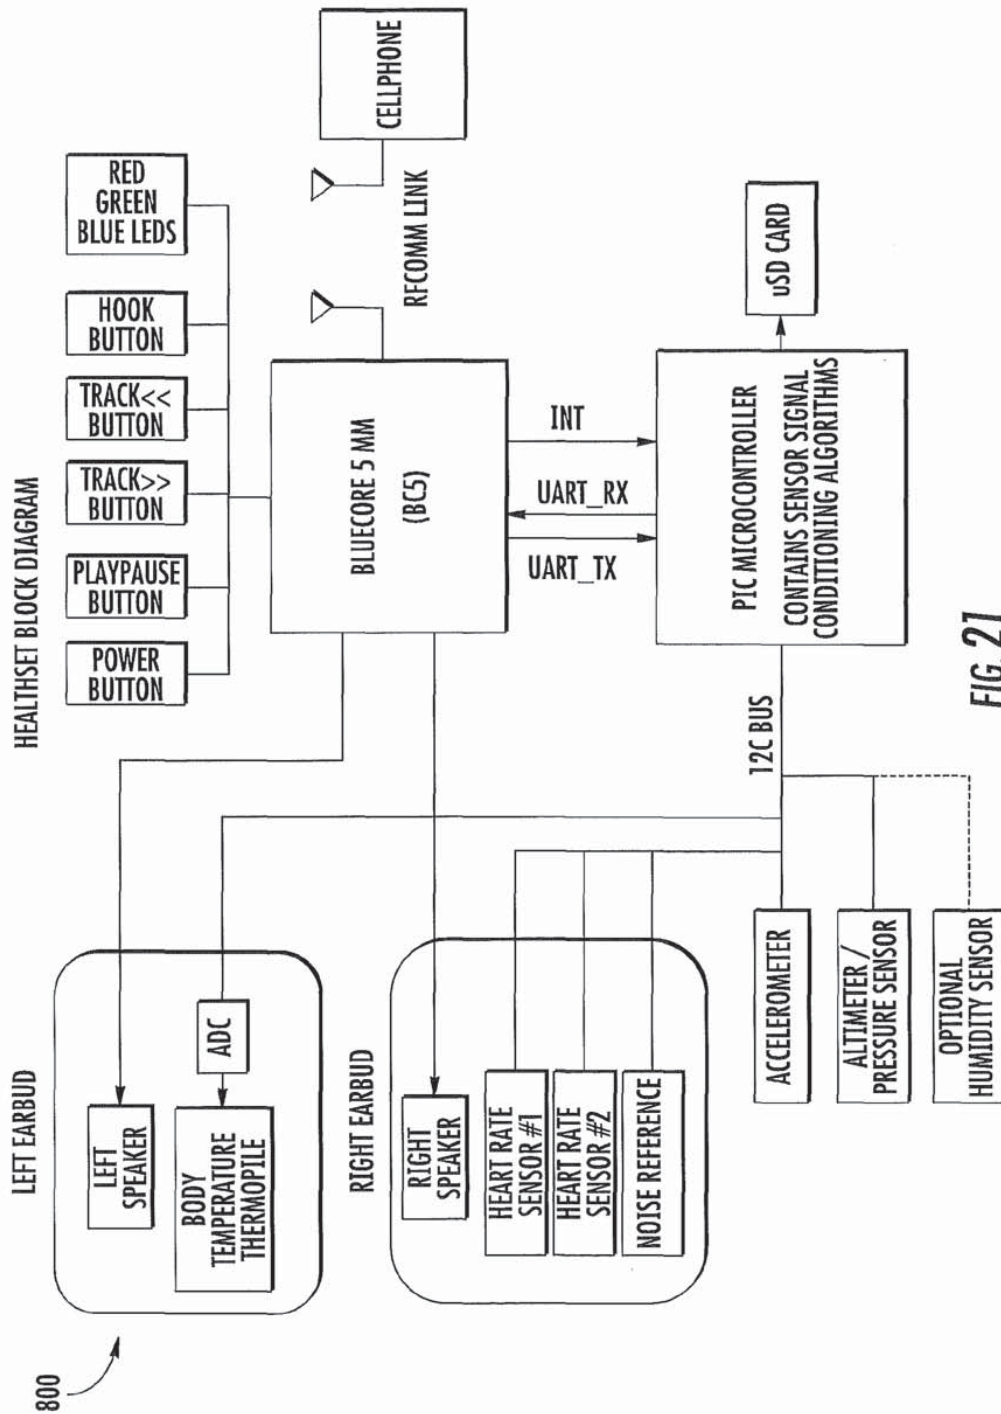 HEALTHSET BLOCK DIAGRAM
POWER
BUTTON
PLAYPAUSE
BUTTON
TRACK>>
BUTTON
TRACK<<
BUTTON
HOOK
BUTTON
RED
GREEN
BLUE LEDS
LEFT EARBUD
LEFT
SPEAKER
BODY
TEMPERATURE
THERMOPILE
ADC
800
BLUECORE 5 MM
(BC5)
CELLPHONE
RFCOMM LINK
RIGHT EARBUD
RIGHT
SPEAKER
HEART RATE
SENSOR #1
HEART RATE
SENSOR #2
NOISE REFERENCE
UART_TX
UART_RX
INT
PIC MICROCONTROLLER
CONTAINS SENSOR SIGNAL
CONDITIONING ALGORITHMS
uSD CARD
12C BUS
ACCELEROMETER
ALTIMETER/
PRESSURE SENSOR
OPTIONAL
HUMIDITY SENSOR
FIG. 21